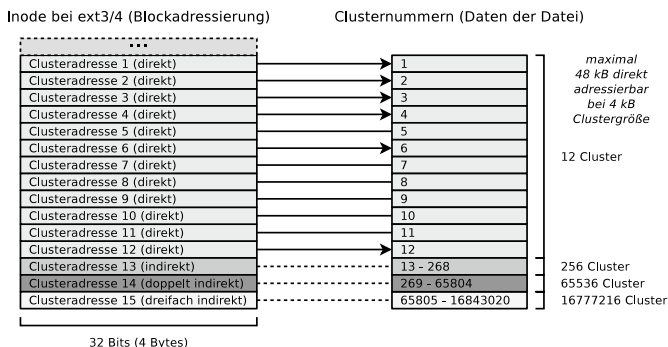 Inode bei ext3/4 (Blockadressierung)
Clusternummern (Daten der Datei)
...
Clusteradresse 1 (direkt)
Clusteradresse 2 (direkt)
Clusteradresse 3 (direkt)
Clusteradresse 4 (direkt)
Clusteradresse 5 (direkt)
Clusteradresse 6 (direkt)
Clusteradresse 7 (direkt)
Clusteradresse 8 (direkt)
Clusteradresse 9 (direkt)
Clusteradresse 10 (direkt)
Clusteradresse 11 (direkt)
Clusteradresse 12 (direkt)
Clusteradresse 13 (indirekt)
Clusteradresse 14 (doppelt indirekt)
Clusteradresse 15 (dreifach indirekt)
32 Bits (4 Bytes)
1
2
3
4
5
6
7
8
9
10
11
12
13 - 268
269 - 65804
65805 - 16843020
maximal
48 kB direkt
adressierbar
bei 4 kB
Clustergröße
12 Cluster
256 Cluster
65536 Cluster
16777216 Cluster